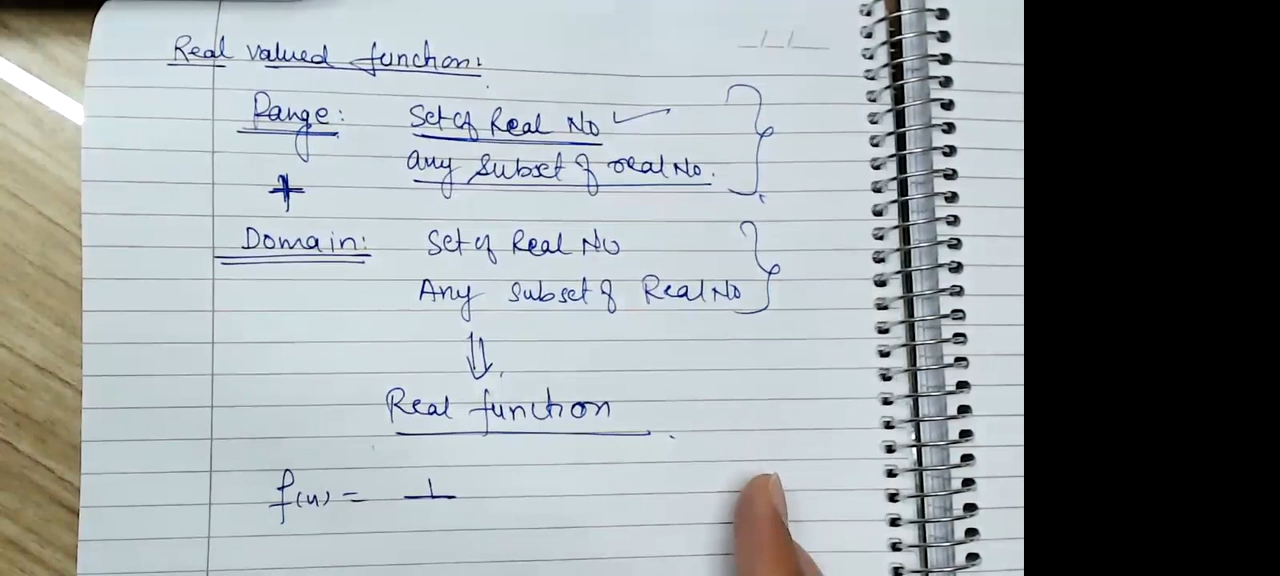 Real valued function:
Range: Set of Real No ✓
any subset of real No.
+
Domain: Set of Real No
Any subset of Real No
⇓
Real function
f(x) = 1